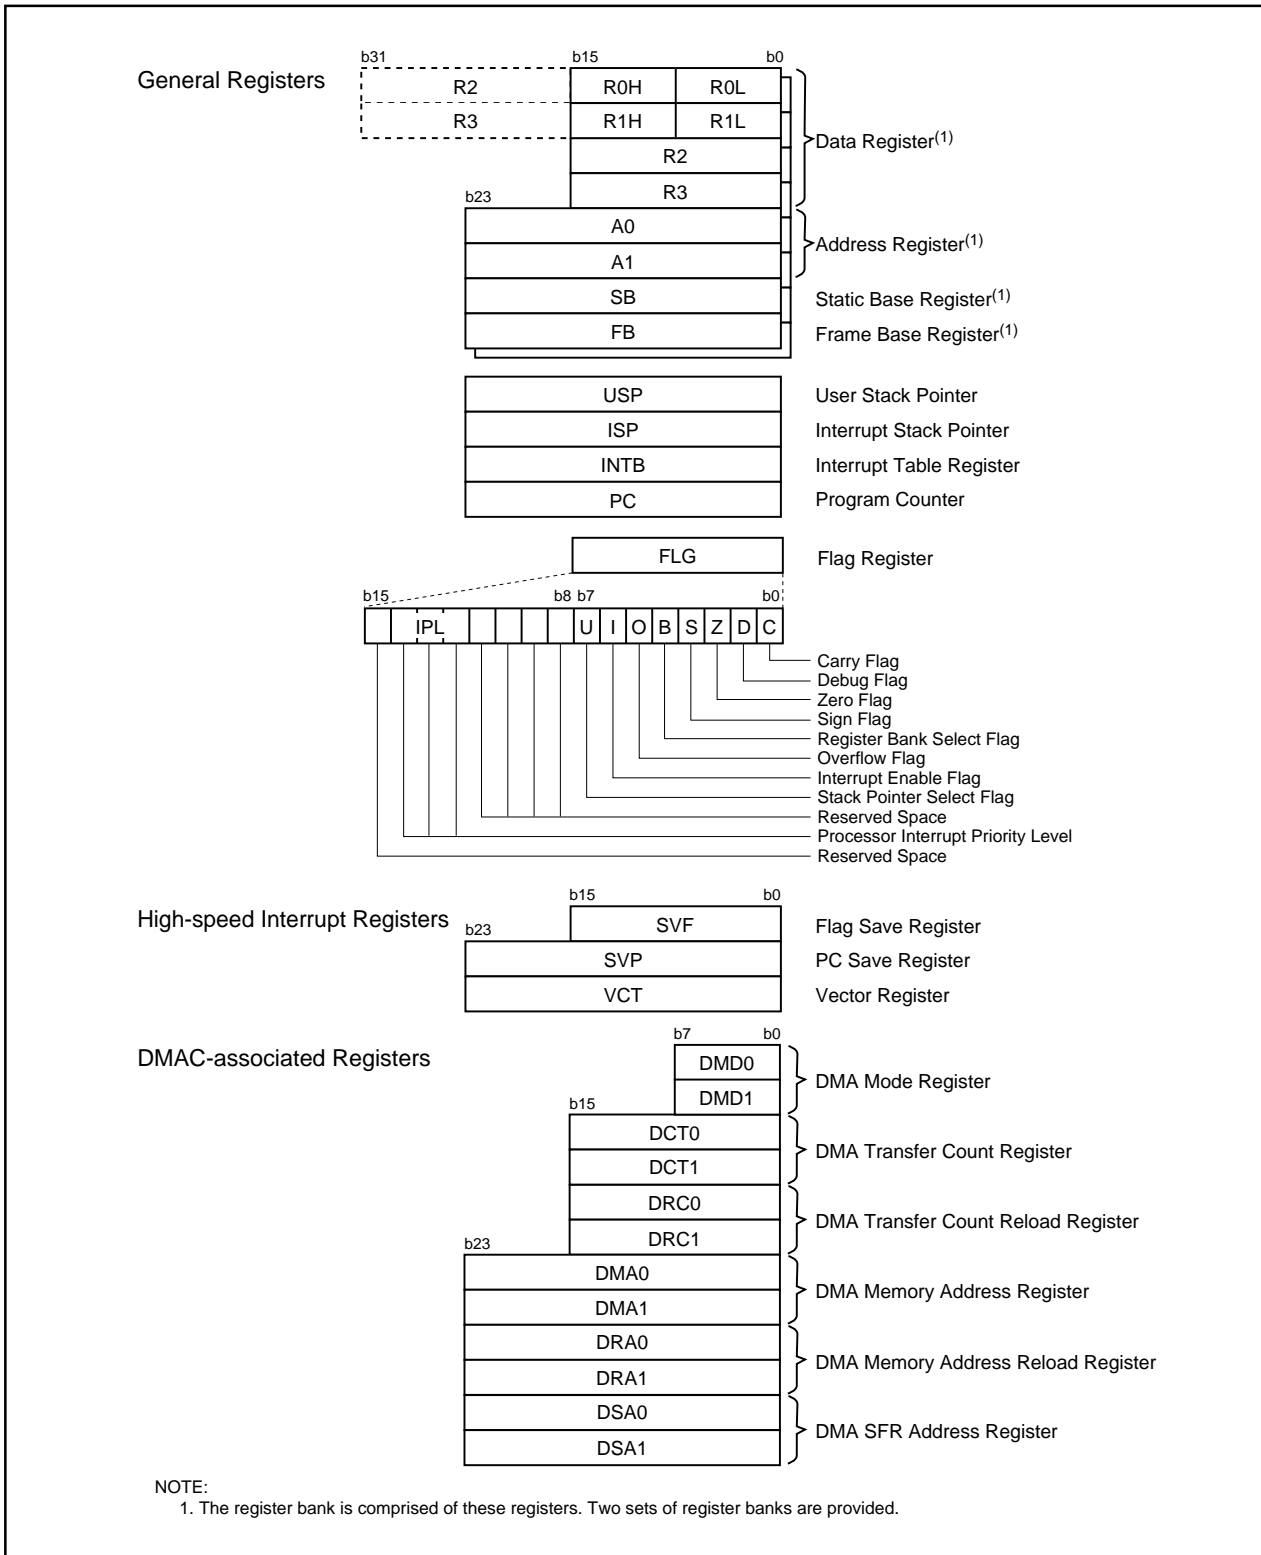 b31 b15 b0
General Registers R2 R0H R0L
R3 R1H R1L
Data Register(1)
R2
R3
b23
A0
Address Register(1)
A1
SB Static Base Register(1)
FB Frame Base Register(1)
USP User Stack Pointer
ISP Interrupt Stack Pointer
INTB Interrupt Table Register
PC Program Counter
FLG Flag Register
b15 b8 b7 b0
IPL U I O B S Z D C
Carry Flag
Debug Flag
Zero Flag
Sign Flag
Register Bank Select Flag
Overflow Flag
Interrupt Enable Flag
Stack Pointer Select Flag
Reserved Space
Processor Interrupt Priority Level
Reserved Space
b15 b0
High-speed Interrupt Registers SVF Flag Save Register
b23
SVP PC Save Register
VCT Vector Register
b7 b0
DMAC-associated Registers DMD0
DMA Mode Register
DMD1
b15
DCT0
DMA Transfer Count Register
DCT1
DRC0
DMA Transfer Count Reload Register
DRC1
b23
DMA0
DMA Memory Address Register
DMA1
DRA0
DMA Memory Address Reload Register
DRA1
DSA0
DMA SFR Address Register
DSA1
NOTE:
1. The register bank is comprised of these registers. Two sets of register banks are provided.